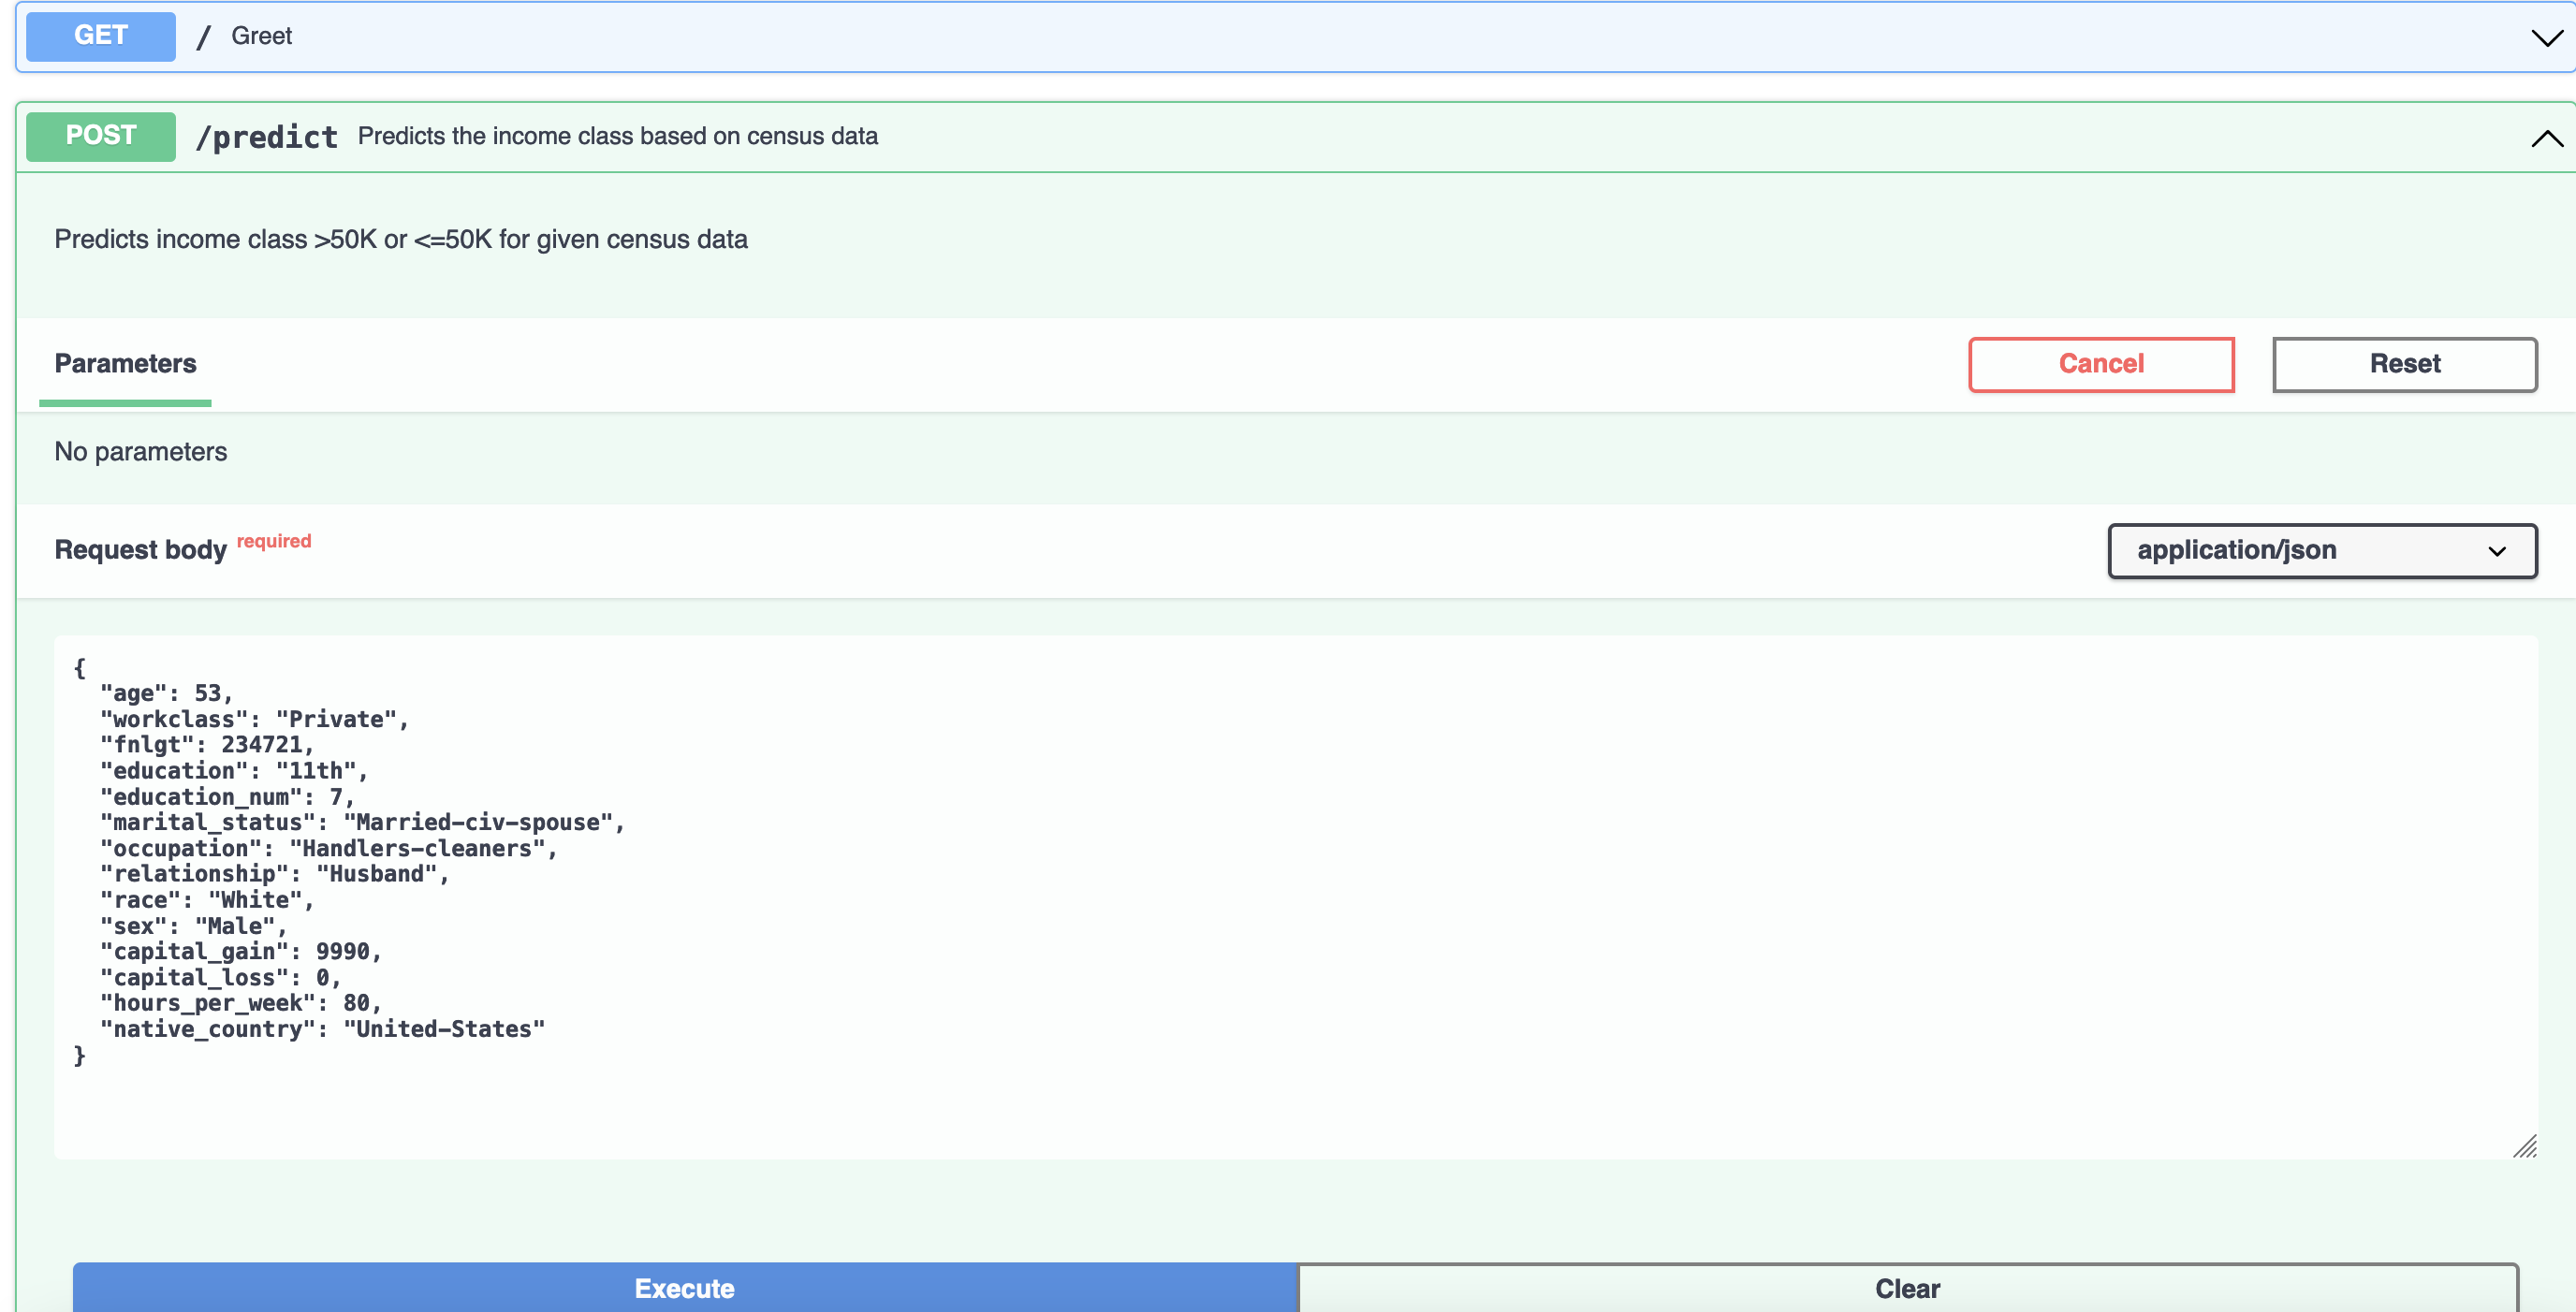 GET / Greet
POST /predict Predicts the income class based on census data
Predicts income class >50K or <=50K for given census data
Parameters
Cancel
Reset
No parameters
Request body required
application/json
{
  "age": 53,
  "workclass": "Private",
  "fnlgt": 234721,
  "education": "11th",
  "education_num": 7,
  "marital_status": "Married-civ-spouse",
  "occupation": "Handlers-cleaners",
  "relationship": "Husband",
  "race": "White",
  "sex": "Male",
  "capital_gain": 9990,
  "capital_loss": 0,
  "hours_per_week": 80,
  "native_country": "United-States"
}
Execute
Clear